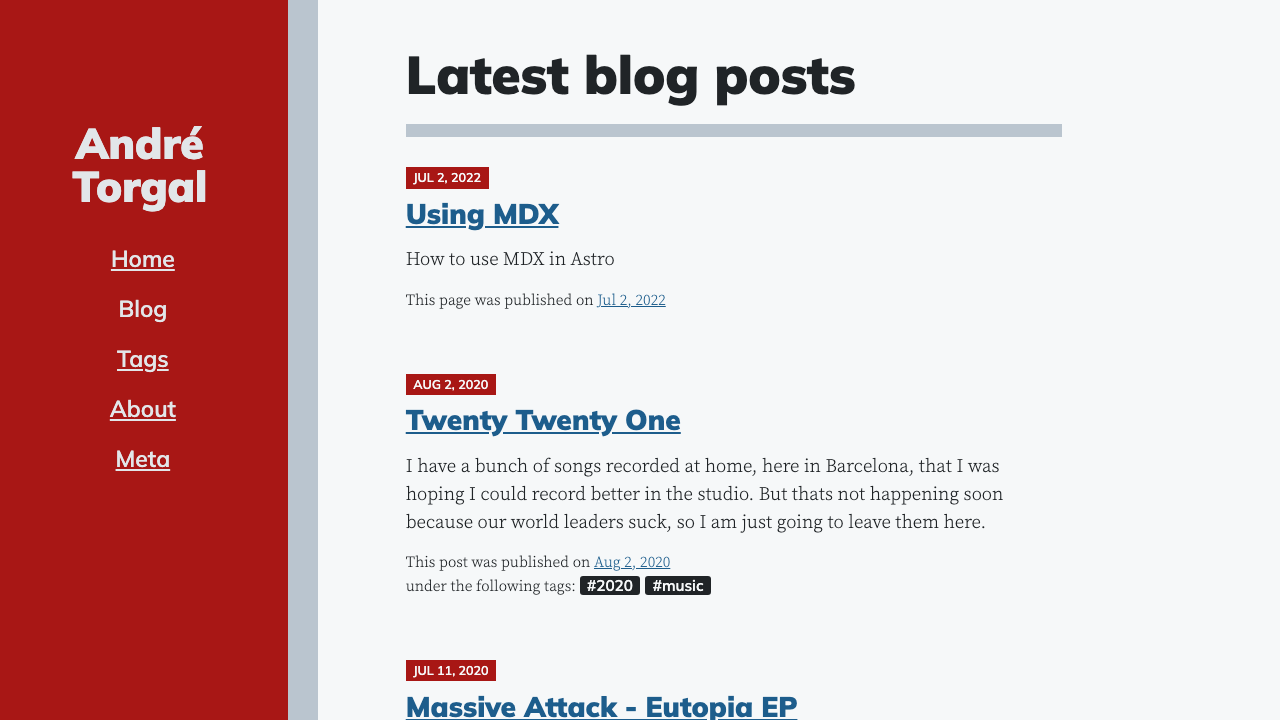 André
Torgal
Home
Blog
Tags
About
Meta
Latest blog posts
JUL 2, 2022
Using MDX
How to use MDX in Astro
This page was published on Jul 2, 2022
AUG 2, 2020
Twenty Twenty One
I have a bunch of songs recorded at home, here in Barcelona, that I was
hoping I could record better in the studio. But thats not happening soon
because our world leaders suck, so I am just going to leave them here.
This post was published on Aug 2, 2020
under the following tags: #2020 #music
JUL 11, 2020
Massive Attack - Eutopia EP